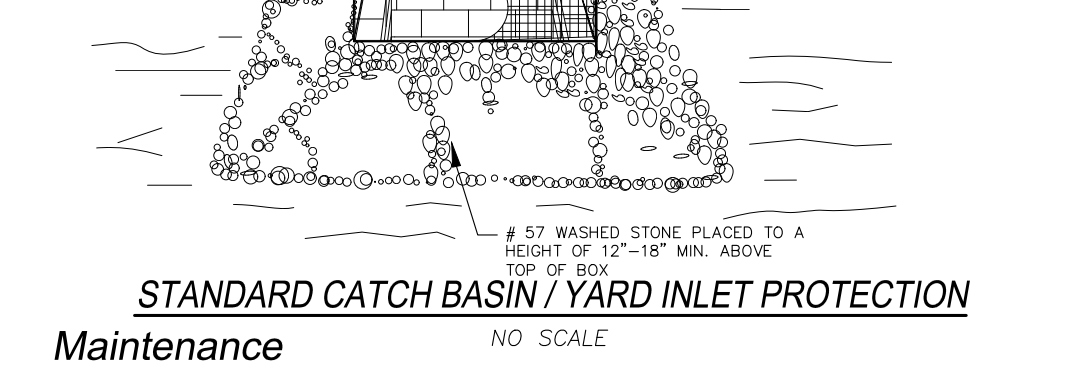 # 57 WASHED STONE PLACED TO A
HEIGHT OF 12”–18” MIN. ABOVE
TOP OF BOX
STANDARD CATCH BASIN / YARD INLET PROTECTION
NO SCALE
Maintenance